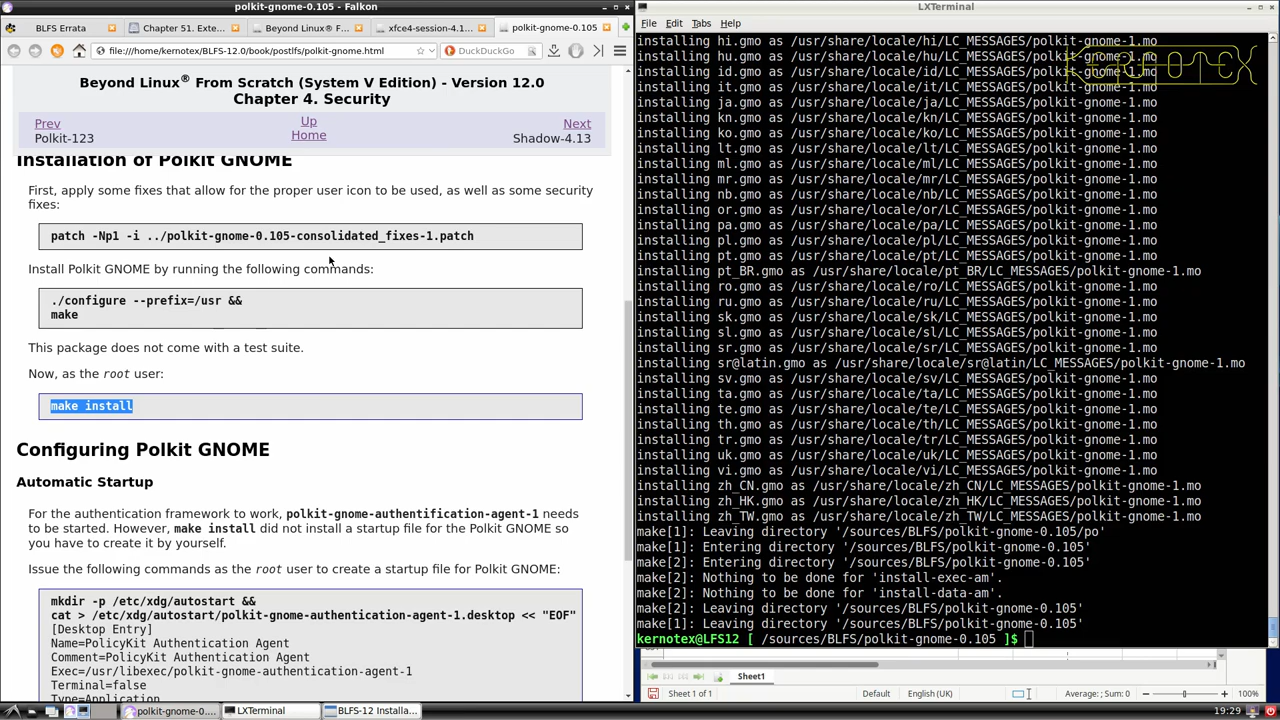 polkit-gnome-0.105 - Falkon
BLFS Errata
Chapter 51. Exte...
Beyond Linux® F...
xfce4-session-4.1...
polkit-gnome-0.105
file:///home/kernotex/BLFS-12.0/book/postlfs/polkit-gnome.html
DuckDuckGo
Beyond Linux® From Scratch (System V Edition) - Version 12.0
Chapter 4. Security
Prev
Up
Next
Polkit-123
Home
Shadow-4.13
Installation of Polkit GNOME
First, apply some fixes that allow for the proper user icon to be used, as well as some security
fixes:
patch -Np1 -i ../polkit-gnome-0.105-consolidated_fixes-1.patch
Install Polkit GNOME by running the following commands:
./configure --prefix=/usr &&
make
This package does not come with a test suite.
Now, as the root user:
make install
Configuring Polkit GNOME
Automatic Startup
For the authentication framework to work, polkit-gnome-authentification-agent-1 needs
to be started. However, make install did not install a startup file for the Polkit GNOME so
you have to create it by yourself.
Issue the following commands as the root user to create a startup file for Polkit GNOME:
mkdir -p /etc/xdg/autostart &&
cat > /etc/xdg/autostart/polkit-gnome-authentication-agent-1.desktop << "EOF"
[Desktop Entry]
Name=PolicyKit Authentication Agent
Comment=PolicyKit Authentication Agent
Exec=/usr/libexec/polkit-gnome-authentication-agent-1
Terminal=false
Type=Application
LXTerminal
File Edit Tabs Help
KERNOTEX
installing hi.gmo as /usr/share/locale/hi/LC_MESSAGES/polkit-gnome-1.mo
installing hu.gmo as /usr/share/locale/hu/LC_MESSAGES/polkit-gnome-1.mo
installing id.gmo as /usr/share/locale/id/LC_MESSAGES/polkit-gnome-1.mo
installing it.gmo as /usr/share/locale/it/LC_MESSAGES/polkit-gnome-1.mo
installing ja.gmo as /usr/share/locale/ja/LC_MESSAGES/polkit-gnome-1.mo
installing kn.gmo as /usr/share/locale/kn/LC_MESSAGES/polkit-gnome-1.mo
installing ko.gmo as /usr/share/locale/ko/LC_MESSAGES/polkit-gnome-1.mo
installing lt.gmo as /usr/share/locale/lt/LC_MESSAGES/polkit-gnome-1.mo
installing ml.gmo as /usr/share/locale/ml/LC_MESSAGES/polkit-gnome-1.mo
installing mr.gmo as /usr/share/locale/mr/LC_MESSAGES/polkit-gnome-1.mo
installing nb.gmo as /usr/share/locale/nb/LC_MESSAGES/polkit-gnome-1.mo
installing or.gmo as /usr/share/locale/or/LC_MESSAGES/polkit-gnome-1.mo
installing pa.gmo as /usr/share/locale/pa/LC_MESSAGES/polkit-gnome-1.mo
installing pl.gmo as /usr/share/locale/pl/LC_MESSAGES/polkit-gnome-1.mo
installing pt.gmo as /usr/share/locale/pt/LC_MESSAGES/polkit-gnome-1.mo
installing pt_BR.gmo as /usr/share/locale/pt_BR/LC_MESSAGES/polkit-gnome-1.mo
installing ro.gmo as /usr/share/locale/ro/LC_MESSAGES/polkit-gnome-1.mo
installing ru.gmo as /usr/share/locale/ru/LC_MESSAGES/polkit-gnome-1.mo
installing sk.gmo as /usr/share/locale/sk/LC_MESSAGES/polkit-gnome-1.mo
installing sl.gmo as /usr/share/locale/sl/LC_MESSAGES/polkit-gnome-1.mo
installing sr.gmo as /usr/share/locale/sr/LC_MESSAGES/polkit-gnome-1.mo
installing sr@latin.gmo as /usr/share/locale/sr@latin/LC_MESSAGES/polkit-gnome-1.mo
installing sv.gmo as /usr/share/locale/sv/LC_MESSAGES/polkit-gnome-1.mo
installing ta.gmo as /usr/share/locale/ta/LC_MESSAGES/polkit-gnome-1.mo
installing te.gmo as /usr/share/locale/te/LC_MESSAGES/polkit-gnome-1.mo
installing th.gmo as /usr/share/locale/th/LC_MESSAGES/polkit-gnome-1.mo
installing tr.gmo as /usr/share/locale/tr/LC_MESSAGES/polkit-gnome-1.mo
installing uk.gmo as /usr/share/locale/uk/LC_MESSAGES/polkit-gnome-1.mo
installing vi.gmo as /usr/share/locale/vi/LC_MESSAGES/polkit-gnome-1.mo
installing zh_CN.gmo as /usr/share/locale/zh_CN/LC_MESSAGES/polkit-gnome-1.mo
installing zh_HK.gmo as /usr/share/locale/zh_HK/LC_MESSAGES/polkit-gnome-1.mo
installing zh_TW.gmo as /usr/share/locale/zh_TW/LC_MESSAGES/polkit-gnome-1.mo
make[1]: Leaving directory '/sources/BLFS/polkit-gnome-0.105/po'
make[1]: Entering directory '/sources/BLFS/polkit-gnome-0.105'
make[2]: Entering directory '/sources/BLFS/polkit-gnome-0.105'
make[2]: Nothing to be done for 'install-exec-am'.
make[2]: Nothing to be done for 'install-data-am'.
make[2]: Leaving directory '/sources/BLFS/polkit-gnome-0.105'
make[1]: Leaving directory '/sources/BLFS/polkit-gnome-0.105'
kernotex@LFS12 [ /sources/BLFS/polkit-gnome-0.105 ]$
Sheet1
Sheet 1 of 1
Default
English (UK)
Average: ; Sum: 0
100%
polkit-gnome-0....
LXTerminal
BLFS-12 Installa...
19:29